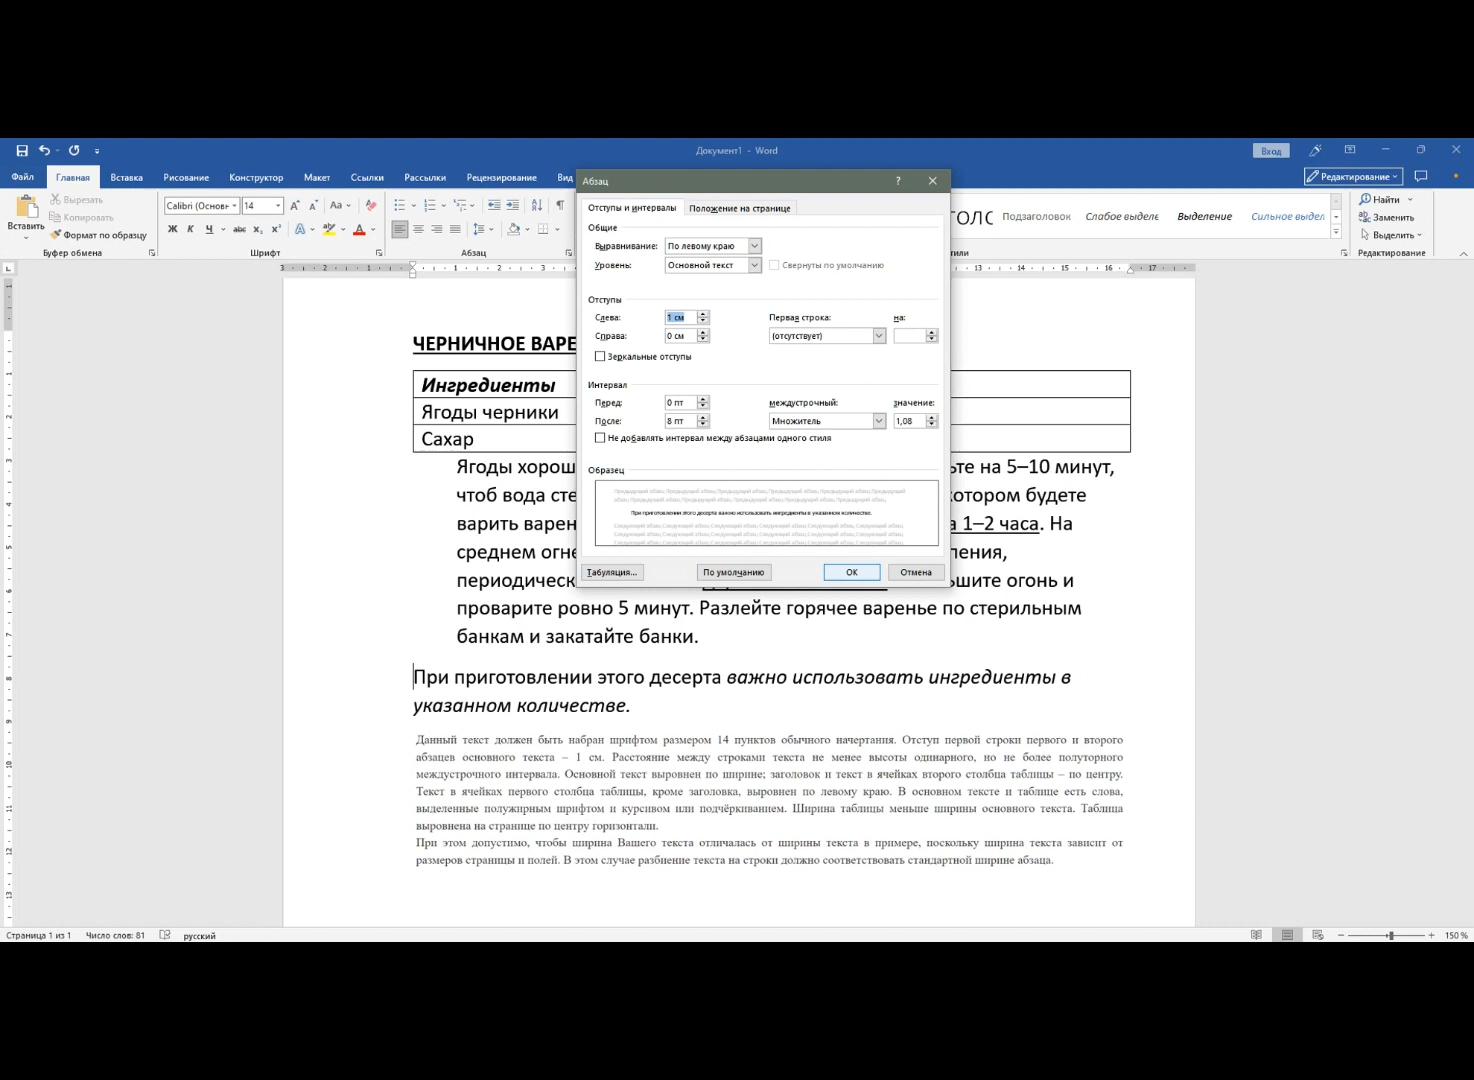 Документ1 - Word
Вход
Файл Главная Вставка Рисование Конструктор Макет Ссылки Рассылки Рецензирование Вид
Редактирование
Вставить
Вырезать
Копировать
Формат по образцу
Буфер обмена
Calibri (Основн 14
Шрифт
Абзац
Подзаголовок Слабое выделе Выделение Сильное выдел
Найти
Заменить
Выделить
Редактирование
Абзац
Отступы и интервалы Положение на странице
Общие
Выравнивание: По левому краю
Уровень: Основной текст Свернуты по умолчанию
Отступы
Слева: 1 см Первая строка: на:
Справа: 0 см (отсутствует)
Зеркальные отступы
Интервал
Перед: 0 пт междустрочный: значение:
После: 8 пт Множитель 1,08
Не добавлять интервал между абзацами одного стиля
Образец
При приготовлении этого десерта важно использовать ингредиенты в указанном количестве.
Табуляция... По умолчанию ОК Отмена
ЧЕРНИЧНОЕ ВАРЕ
Ингредиенты
Ягоды черники
Сахар
Ягоды хорош ьте на 5–10 минут,
чтоб вода сте котором будете
варить варен а 1–2 часа. На
среднем огне пения,
периодическ ьшите огонь и
проварите ровно 5 минут. Разлейте горячее варенье по стерильным
банкам и закатайте банки.
При приготовлении этого десерта важно использовать ингредиенты в
указанном количестве.
Данный текст должен быть набран шрифтом размером 14 пунктов обычного начертания. Отступ первой строки первого и второго
абзацев основного текста – 1 см. Расстояние между строками текста не менее высоты одинарного, но не более полуторного
междустрочного интервала. Основной текст выровнен по ширине; заголовок и текст в ячейках второго столбца таблицы – по центру.
Текст в ячейках первого столбца таблицы, кроме заголовка, выровнен по левому краю. В основном тексте и таблице есть слова,
выделенные полужирным шрифтом и курсивом или подчёркиванием. Ширина таблицы меньше ширины основного текста. Таблица
выровнена на странице по центру горизонтали.
При этом допустимо, чтобы ширина Вашего текста отличалась от ширины текста в примере, поскольку ширина текста зависит от
размеров страницы и полей. В этом случае разбиение текста на строки должно соответствовать стандартной ширине абзаца.
Страница 1 из 1 Число слов: 81 русский
150 %